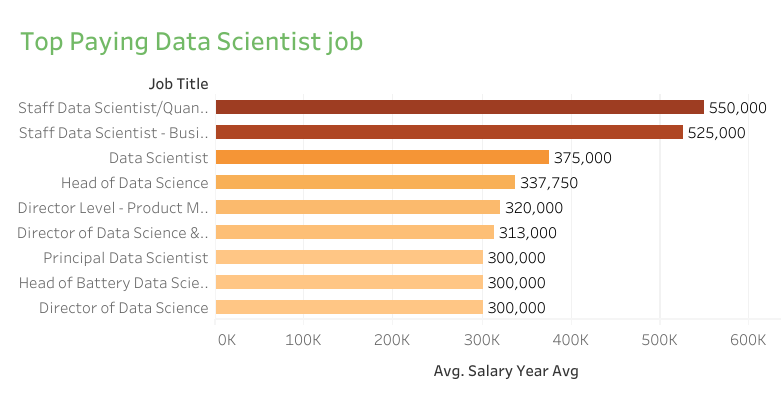 Top Paying Data Scientist job
Job Title
Staff Data Scientist/Quan.. 550,000
Staff Data Scientist - Busi.. 525,000
Data Scientist 375,000
Head of Data Science 337,750
Director Level - Product M.. 320,000
Director of Data Science &.. 313,000
Principal Data Scientist 300,000
Head of Battery Data Scie.. 300,000
Director of Data Science 300,000
0K 100K 200K 300K 400K 500K 600K
Avg. Salary Year Avg